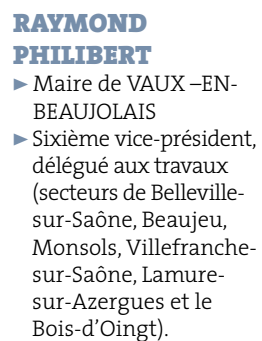 RAYMOND
PHILIBERT
► Maire de VAUX –EN-
BEAUJOLAIS
► Sixième vice-président,
délégué aux travaux
(secteurs de Belleville-
sur-Saône, Beaujeu,
Monsols, Villefranche-
sur-Saône, Lamure-
sur-Azergues et le
Bois-d'Oingt).